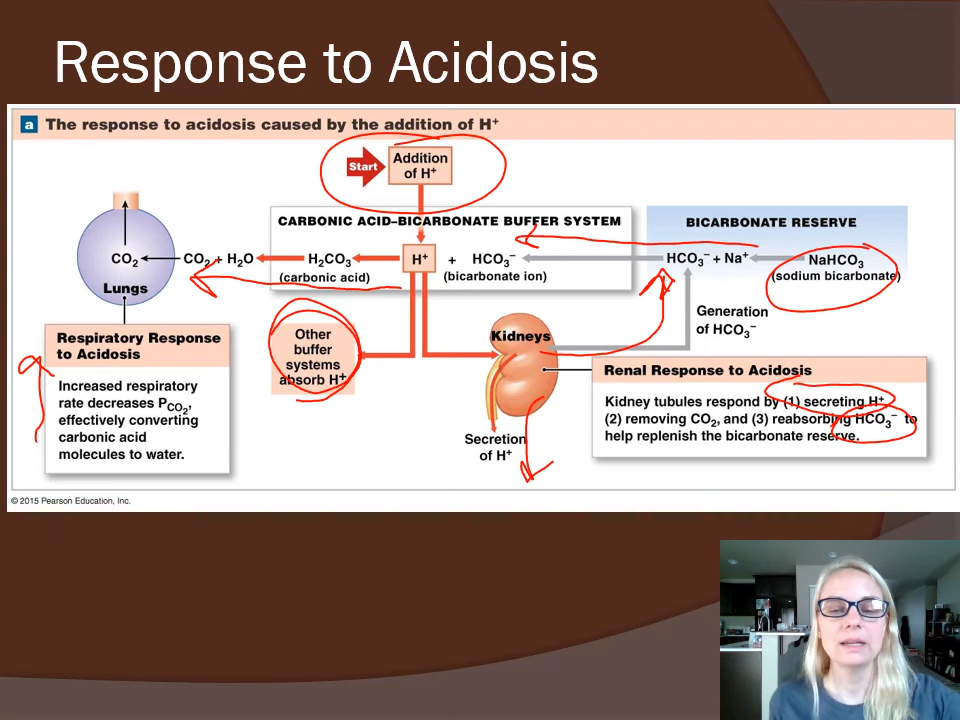 Response to Acidosis
a The response to acidosis caused by the addition of H⁺
Start
Addition
of H⁺
CARBONIC ACID–BICARBONATE BUFFER SYSTEM
BICARBONATE RESERVE
CO₂
Lungs
CO₂ + H₂O
H₂CO₃
(carbonic acid)
H⁺
+
HCO₃⁻
(bicarbonate ion)
HCO₃⁻ + Na⁺
NaHCO₃
(sodium bicarbonate)
Generation
of HCO₃⁻
Other
buffer
systems
absorb H⁺
Kidneys
Secretion
of H⁺
Respiratory Response
to Acidosis
Increased respiratory
rate decreases PCO₂,
effectively converting
carbonic acid
molecules to water.
Renal Response to Acidosis
Kidney tubules respond by (1) secreting H⁺
(2) removing CO₂, and (3) reabsorbing HCO₃⁻ to
help replenish the bicarbonate reserve.
© 2015 Pearson Education, Inc.